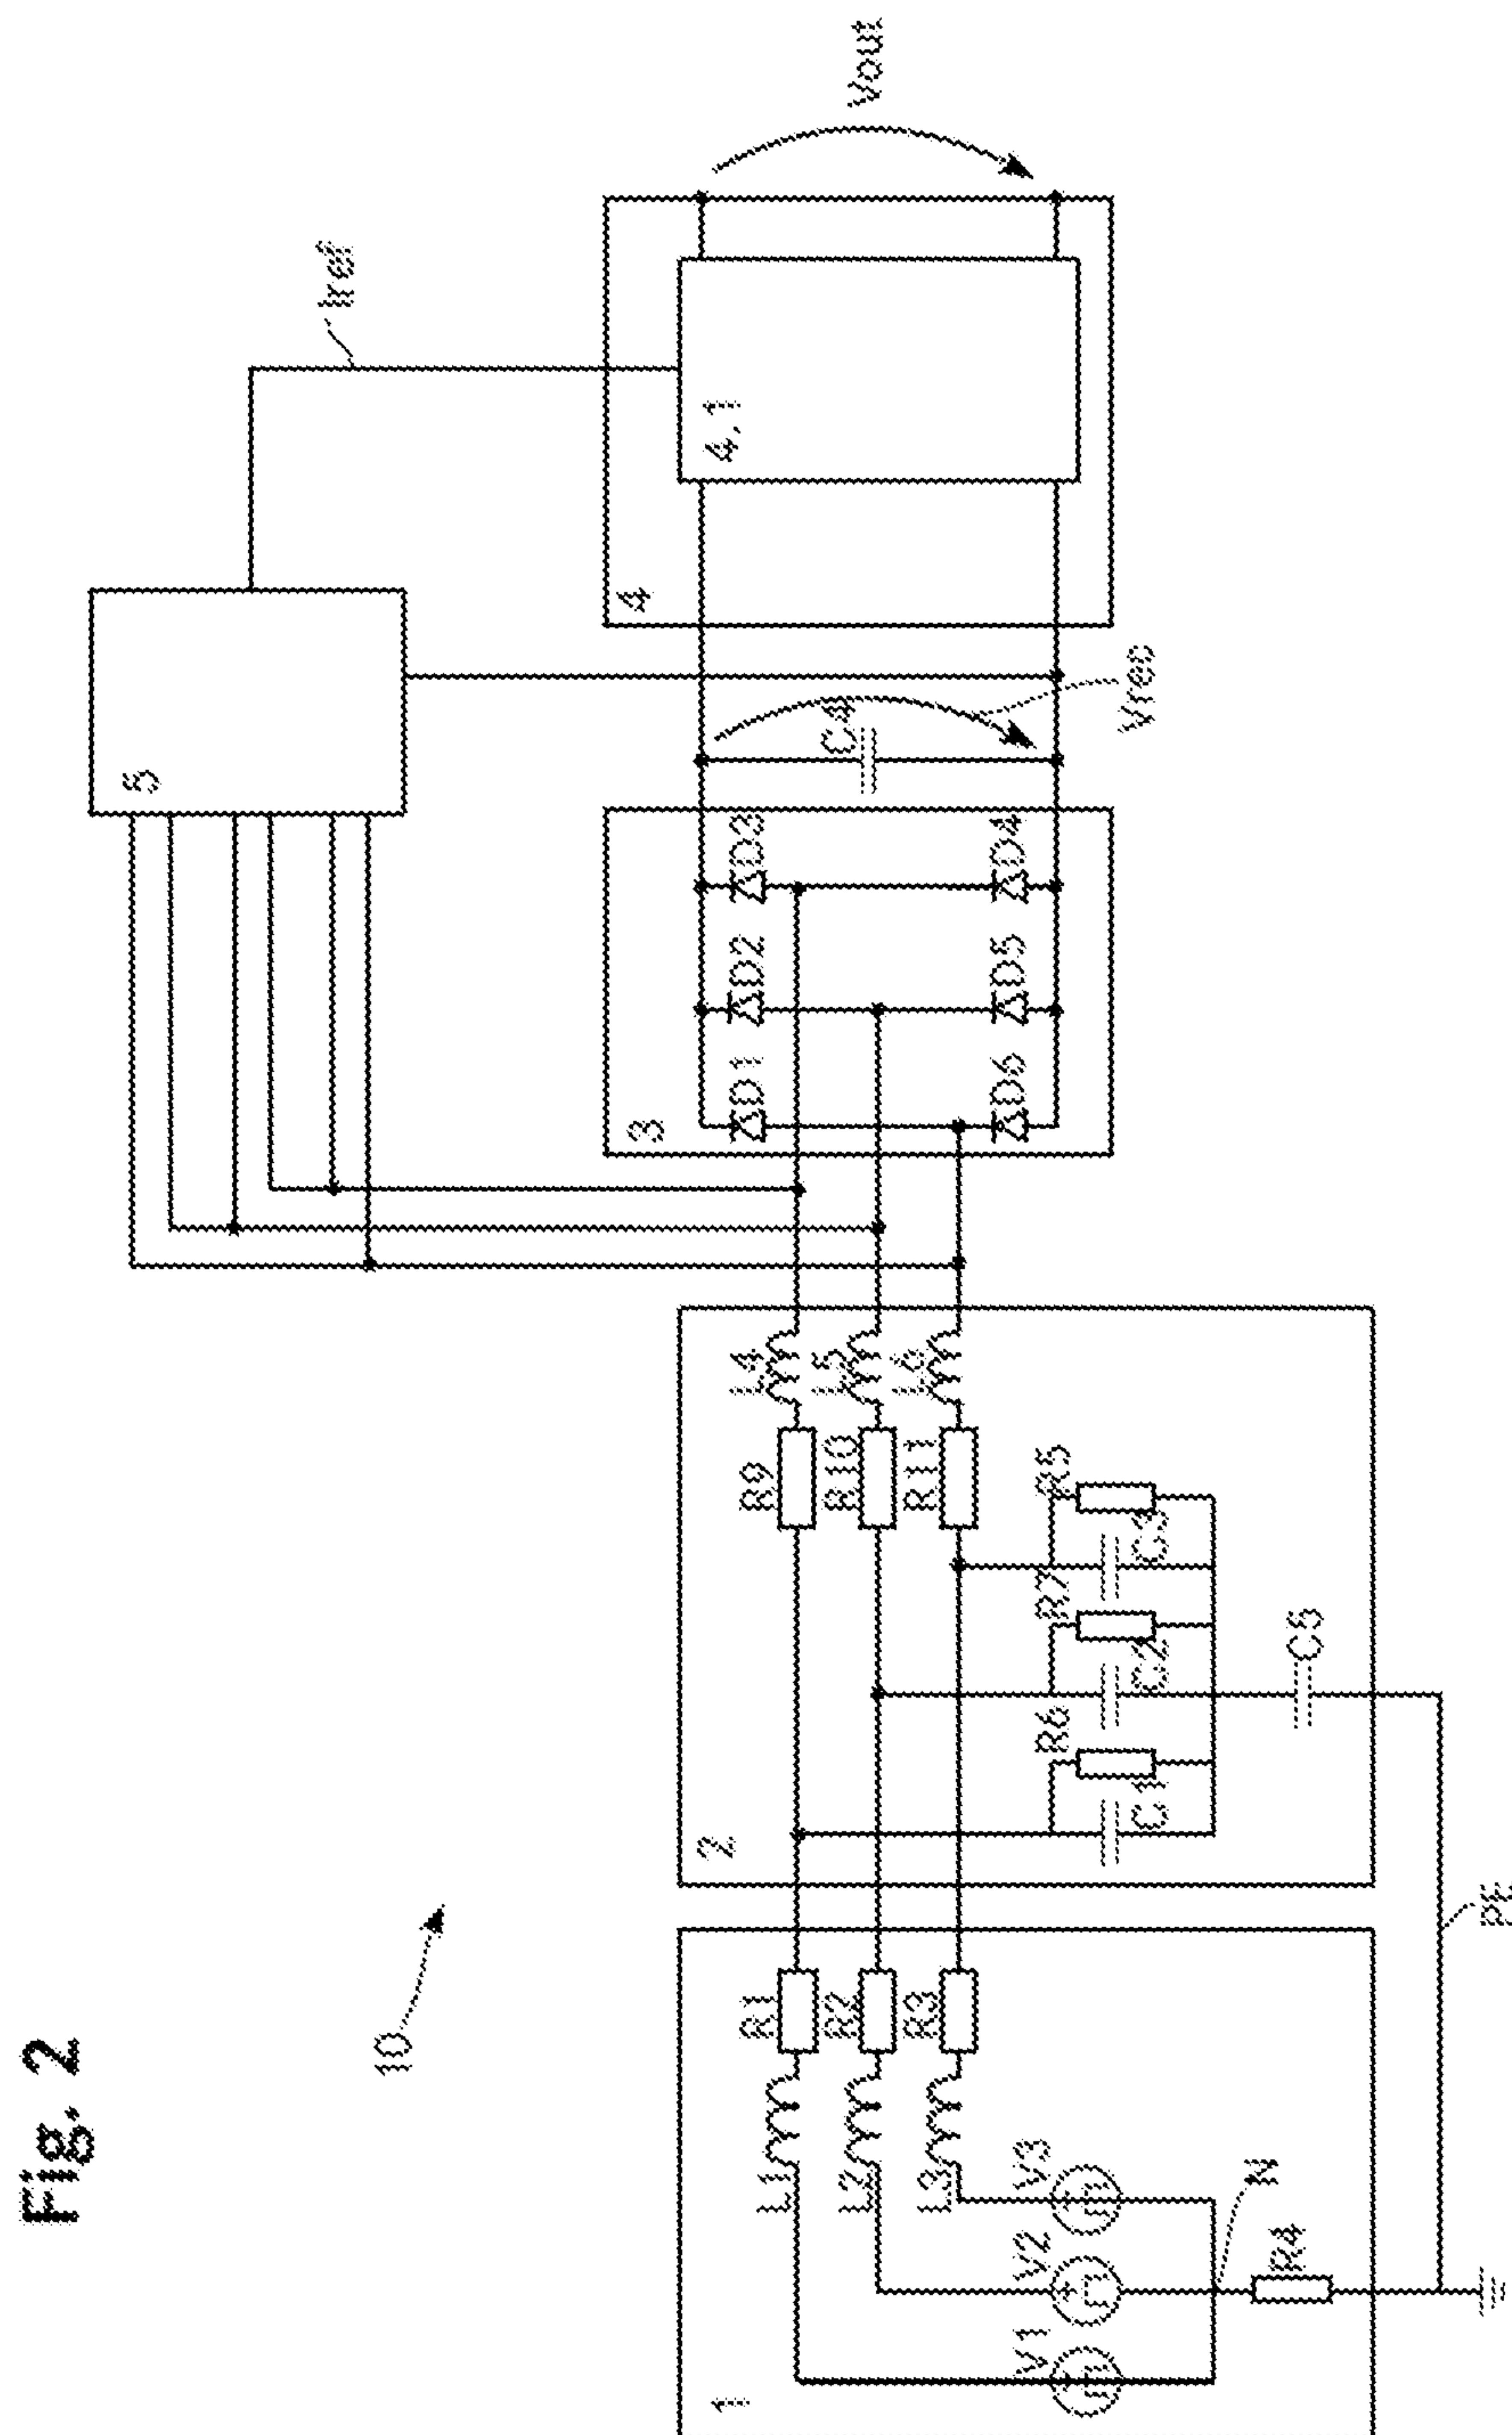 Fig. 2
10
5
Iref
Vout
1
L1
R1
L2
R2
L3
R3
V1
V2
V3
N
R4
PE
2
R9
L4
R10
L5
R11
L6
C1
R6
C2
R7
C3
R5
C5
3
D1
D2
D3
D6
D5
D4
C4
Vrec
4
4.1